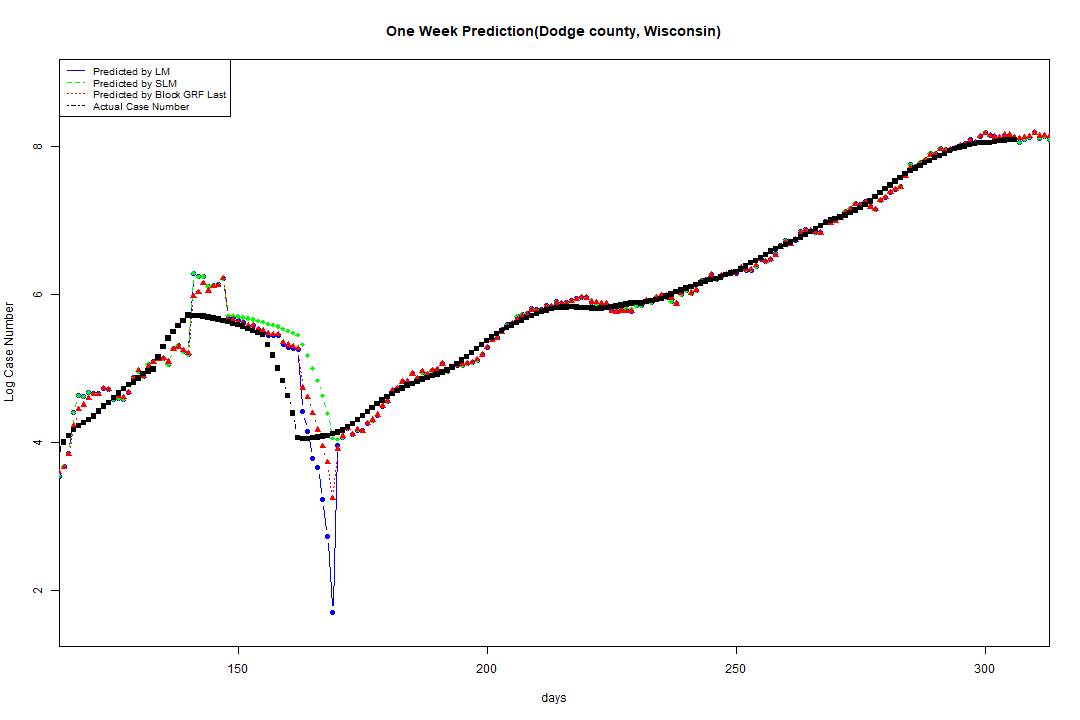 One Week Prediction(Dodge county, Wisconsin)
Predicted by LM
Predicted by SLM
Predicted by Block GRF Last
Actual Case Number
Log Case Number
8
6
4
2
150 200 250 300
days